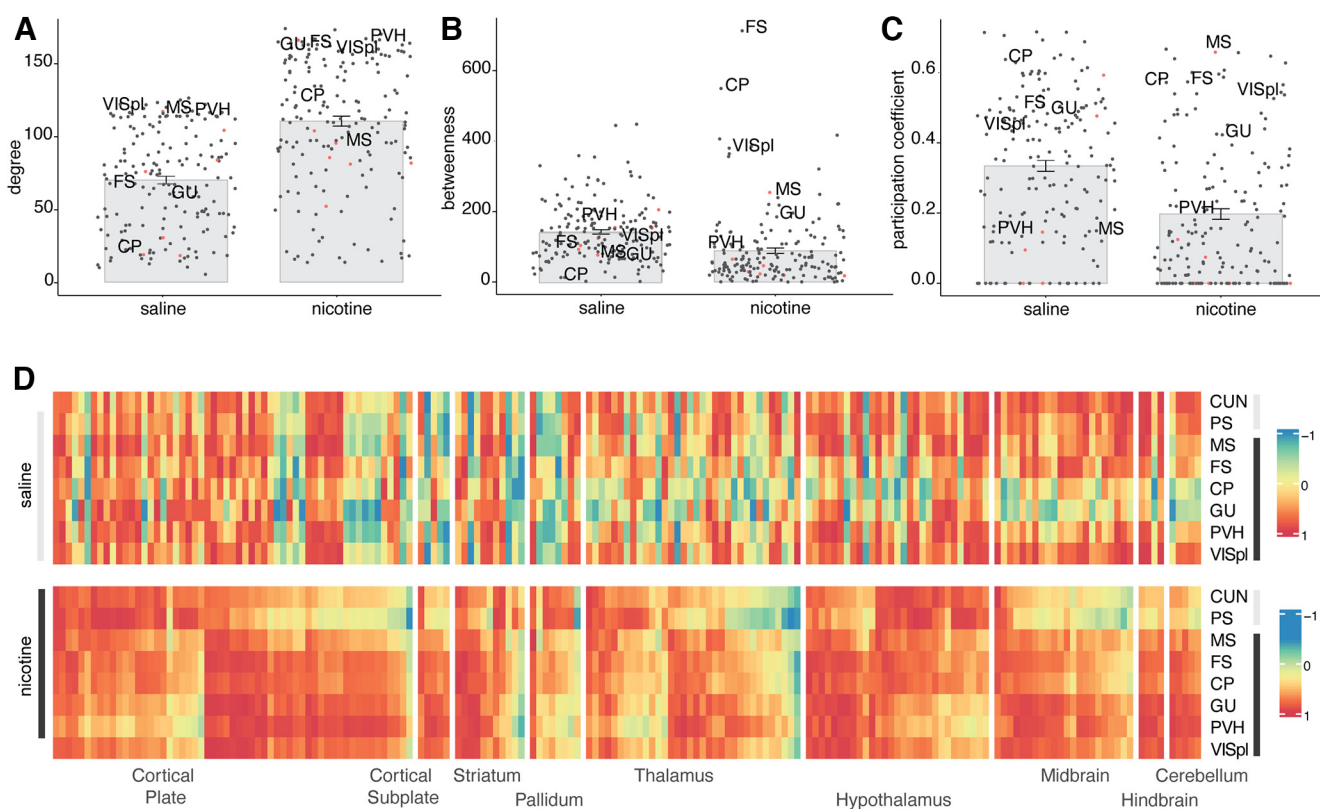 A
degree
150
100
50
0
GU FS VISpl PVH
VISpl MS PVH
CP
MS
FS
GU
CP
saline
nicotine
B
betweenness
600
400
200
0
FS
CP
VISpl
MS
PVH
GU
FS
VISpl
PVH
MS GU
CP
saline
nicotine
C
participation coefficient
0.6
0.4
0.2
0.0
MS
CP
CP FS
VISpl
FS GU
VISpl
GU
PVH
PVH
MS
saline
nicotine
D
saline
CUN
PS
MS
FS
CP
GU
PVH
VISpl
−1
0
1
nicotine
CUN
PS
MS
FS
CP
GU
PVH
VISpl
−1
0
1
Cortical
Plate
Cortical
Subplate
Striatum
Pallidum
Thalamus
Hypothalamus
Midbrain
Hindbrain
Cerebellum